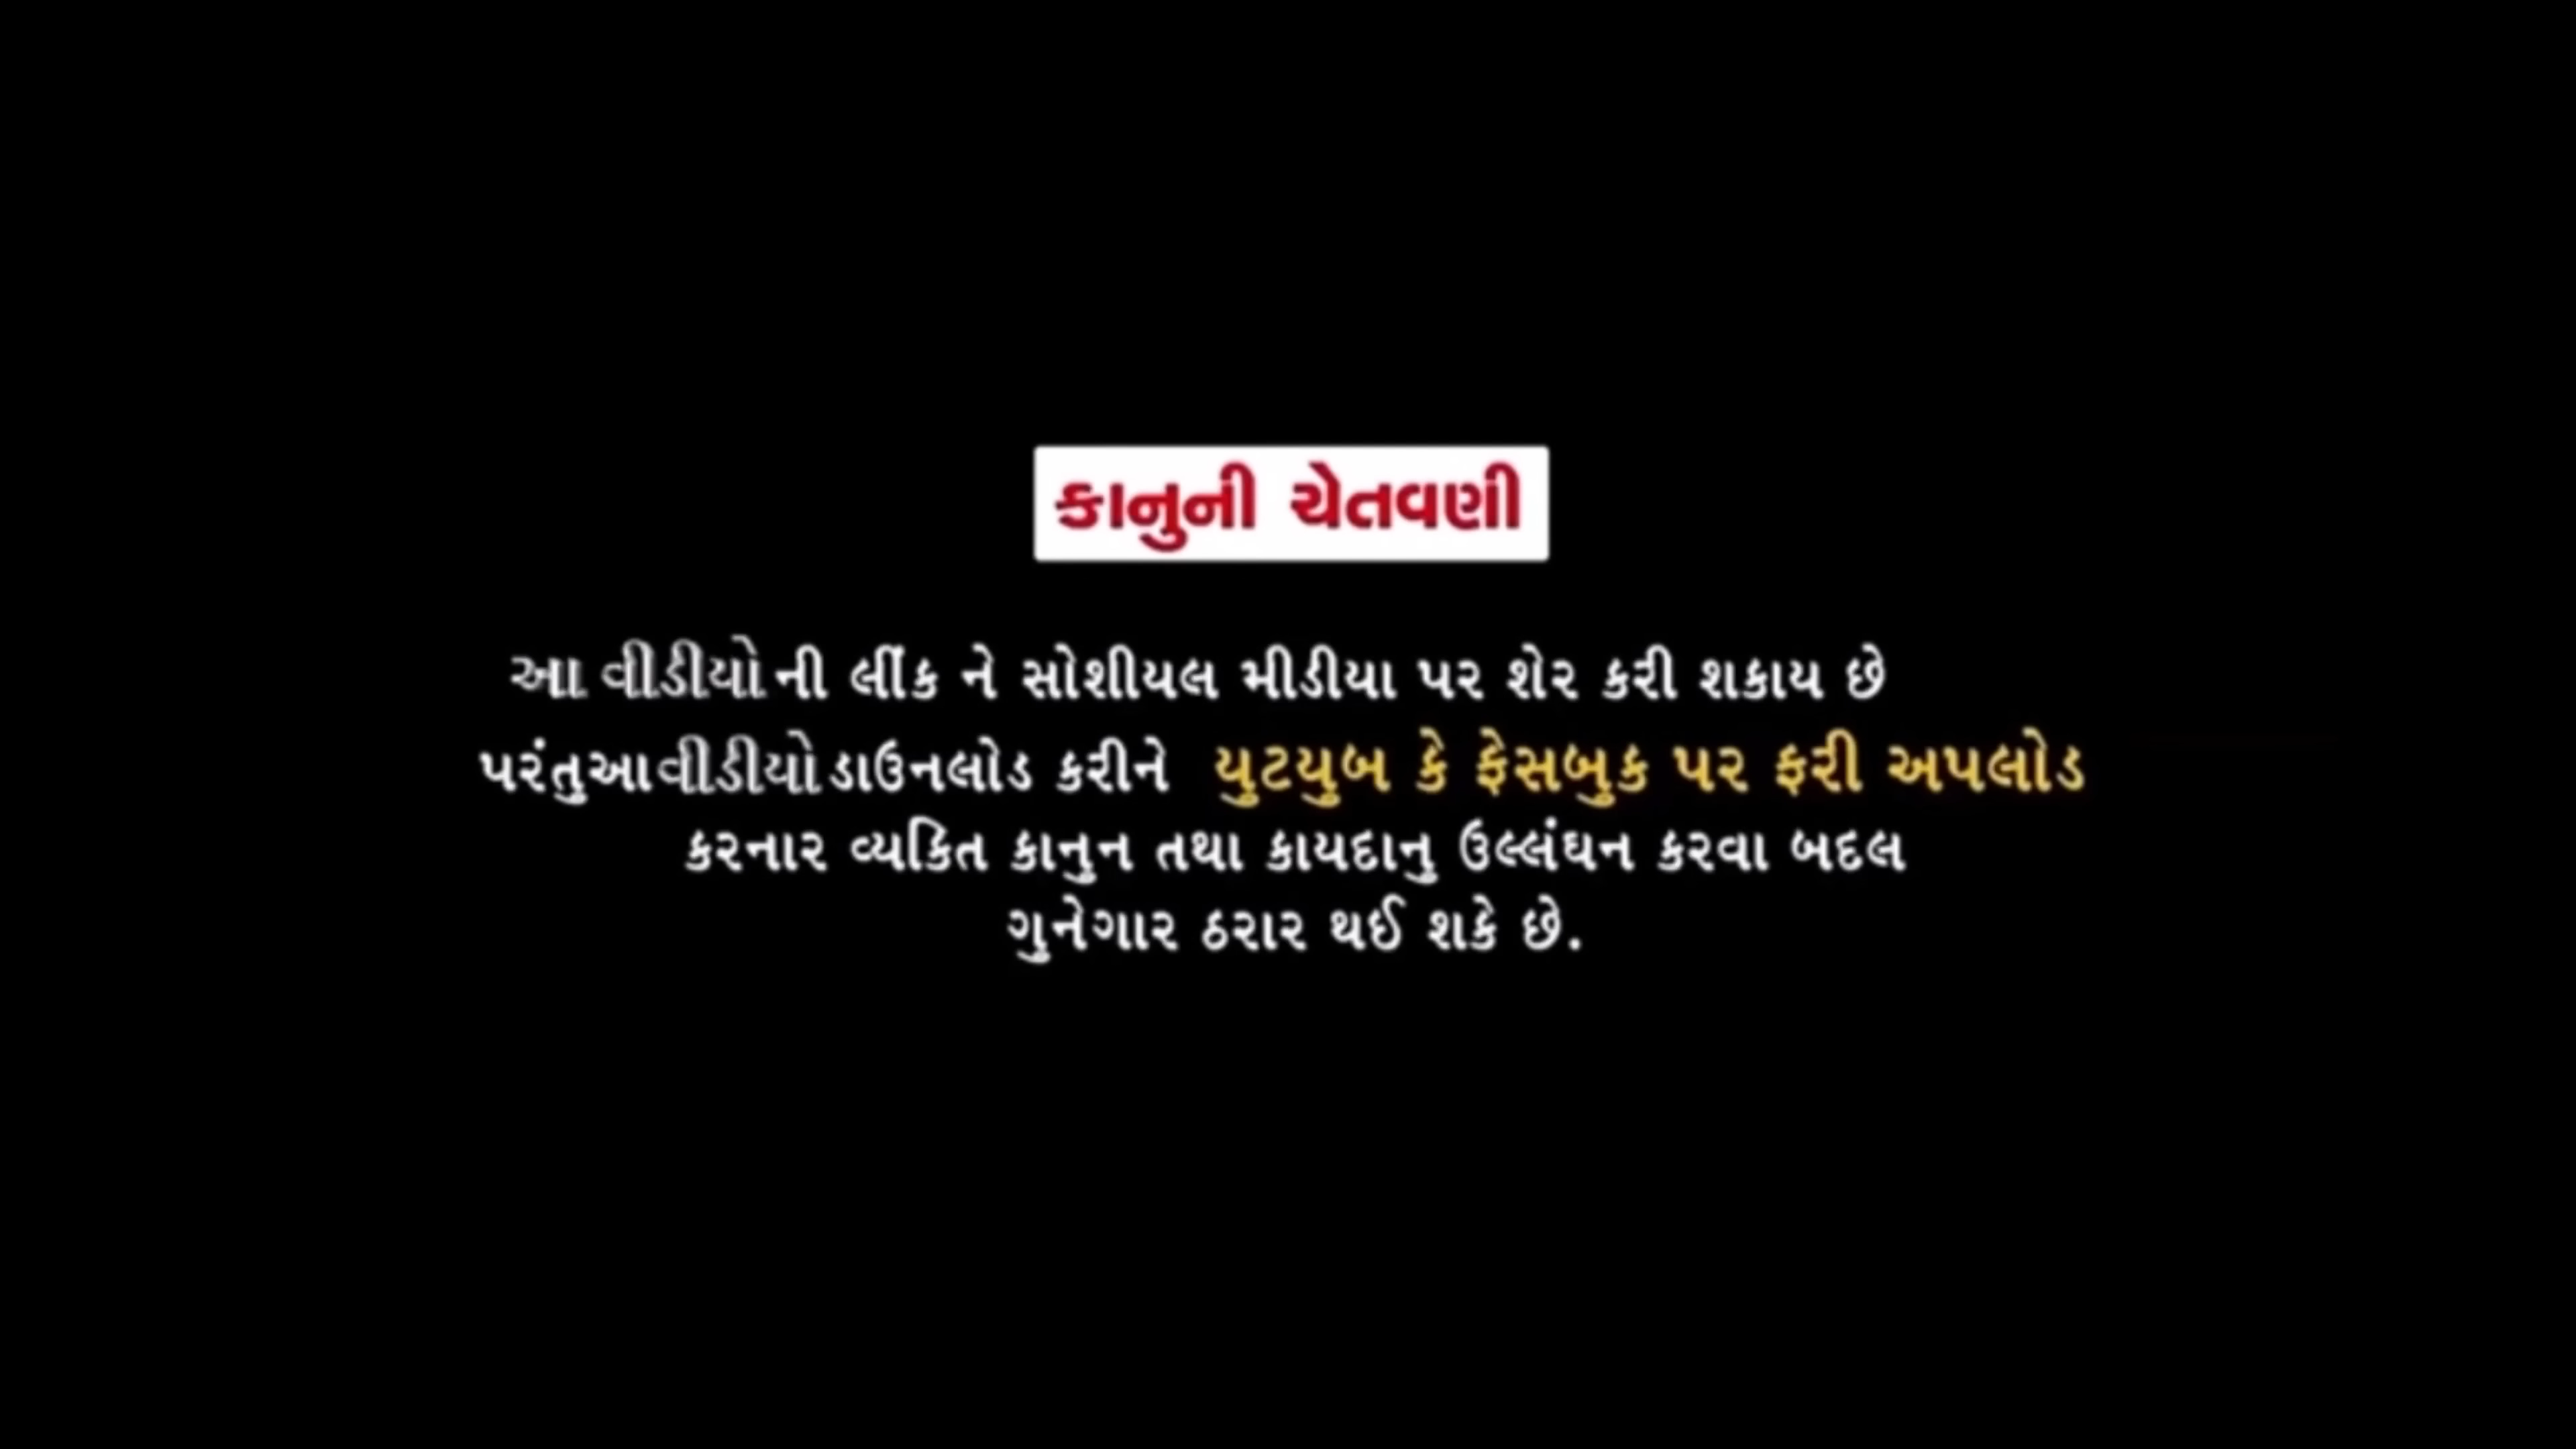 કાનુની ચેતવણી
આ વીડીયો ની લીંક ને સોશીયલ મીડીયા પર શેર કરી શકાય છે
પરંતુઆવીડીયો ડાઉનલોડ કરીને યુટયુબ કે ફેસબુક પર ફરી અપલોડ
કરનાર વ્યકિત કાનુન તથા કાયદાનુ ઉલ્લંઘન કરવા બદલ
ગુનેગાર ઠરાર થઈ શકે છે.